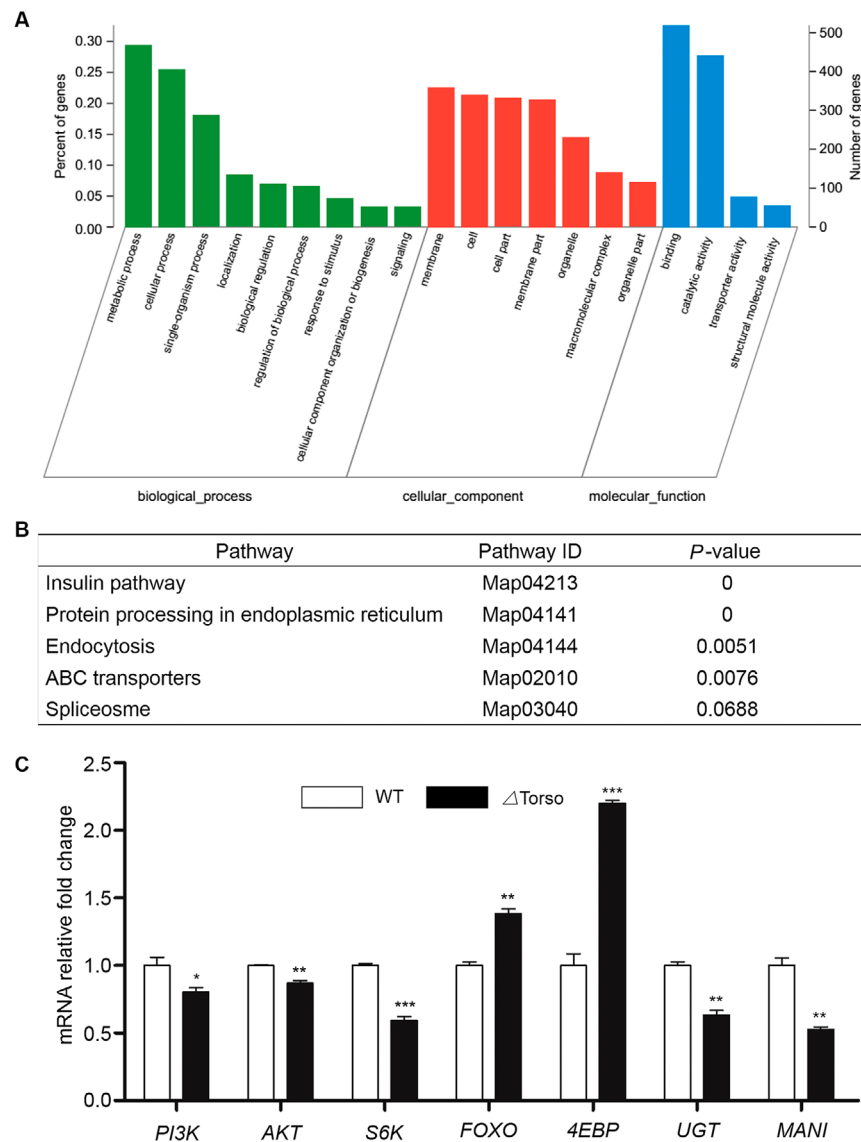 A
Percent of genes
0.30
0.25
0.20
0.15
0.10
0.05
0.00
500
400
300
200
100
0
Number of genes
metabolic process
cellular process
single-organism process
localization
biological regulation
regulation of biological process
response to stimulus
cellular component organization or biogenesis
signaling
membrane
cell
cell part
membrane part
organelle
macromolecular complex
organelle part
binding
catalytic activity
transporter activity
structural molecule activity
biological_process cellular_component molecular_function
B
Pathway Pathway ID P-value
Insulin pathway Map04213 0
Protein processing in endoplasmic reticulum Map04141 0
Endocytosis Map04144 0.0051
ABC transporters Map02010 0.0076
Spliceosme Map03040 0.0688
C
mRNA relative fold change
2.5
2.0
1.5
1.0
0.5
0.0
WT △Torso
*
**
***
**
***
**
**
PI3K AKT S6K FOXO 4EBP UGT MANI